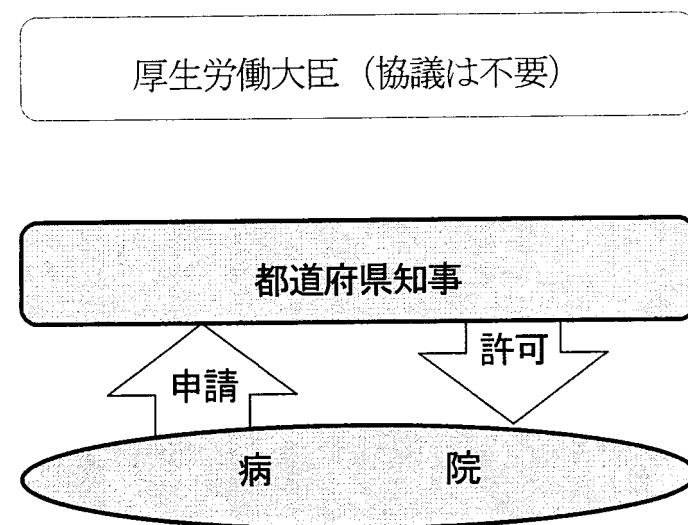 厚生労働大臣（協議は不要）
都道府県知事
申請
許可
病院